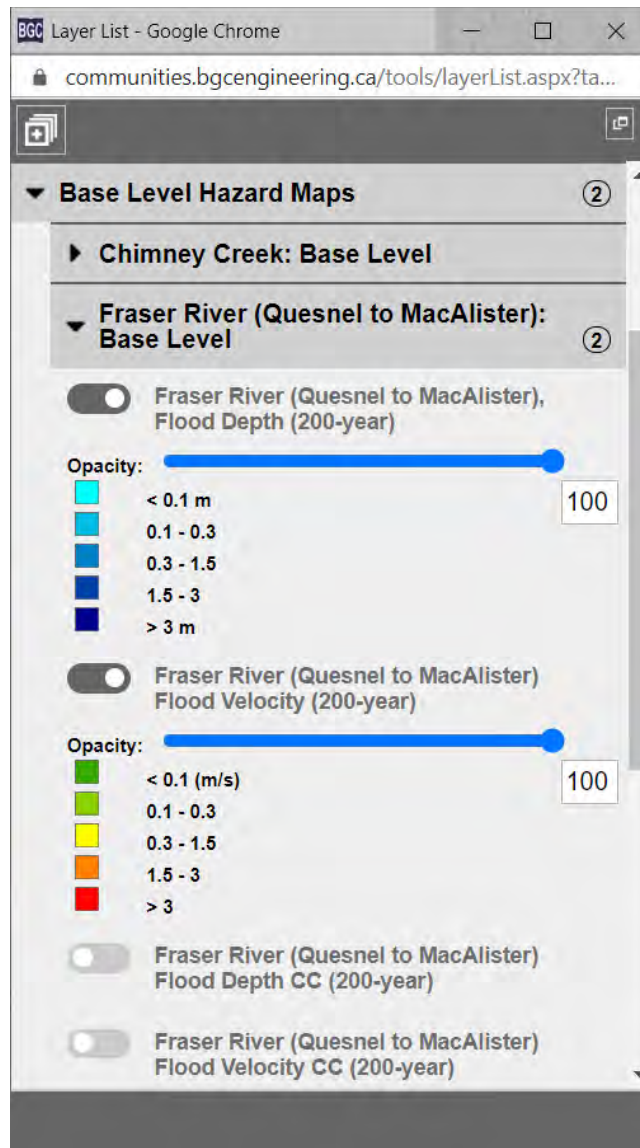 BGC Layer List - Google Chrome
communities.bgcengineering.ca/tools/layerList.aspx?ta...
Base Level Hazard Maps 2
Chimney Creek: Base Level
Fraser River (Quesnel to MacAlister):
Base Level 2
Fraser River (Quesnel to MacAlister),
Flood Depth (200-year)
Opacity:
100
< 0.1 m
0.1 - 0.3
0.3 - 1.5
1.5 - 3
> 3 m
Fraser River (Quesnel to MacAlister)
Flood Velocity (200-year)
Opacity:
100
< 0.1 (m/s)
0.1 - 0.3
0.3 - 1.5
1.5 - 3
> 3
Fraser River (Quesnel to MacAlister)
Flood Depth CC (200-year)
Fraser River (Quesnel to MacAlister)
Flood Velocity CC (200-year)